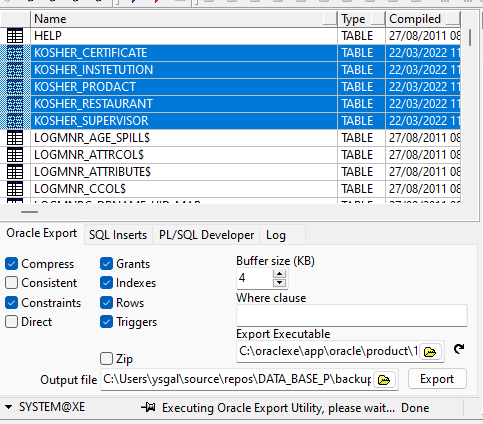 Name Type Compiled
HELP TABLE 27/08/2011 08
KOSHER_CERTIFICATE TABLE 22/03/2022 11
KOSHER_INSTETUTION TABLE 22/03/2022 11
KOSHER_PRODACT TABLE 22/03/2022 11
KOSHER_RESTAURANT TABLE 22/03/2022 11
KOSHER_SUPERVISOR TABLE 22/03/2022 11
LOGMNR_AGE_SPILL$ TABLE 27/08/2011 08
LOGMNR_ATTRCOL$ TABLE 27/08/2011 08
LOGMNR_ATTRIBUTE$ TABLE 27/08/2011 08
LOGMNR_CCOL$ TABLE 27/08/2011 08
Oracle Export SQL Inserts PL/SQL Developer Log
Compress Grants Buffer size (KB)
Consistent Indexes 4
Constraints Rows Where clause
Direct Triggers
Export Executable
C:\oraclexe\app\oracle\product\1
Zip
Output file C:\Users\ysgal\source\repos\DATA_BASE_P\backup Export
SYSTEM@XE Executing Oracle Export Utility, please wait... Done